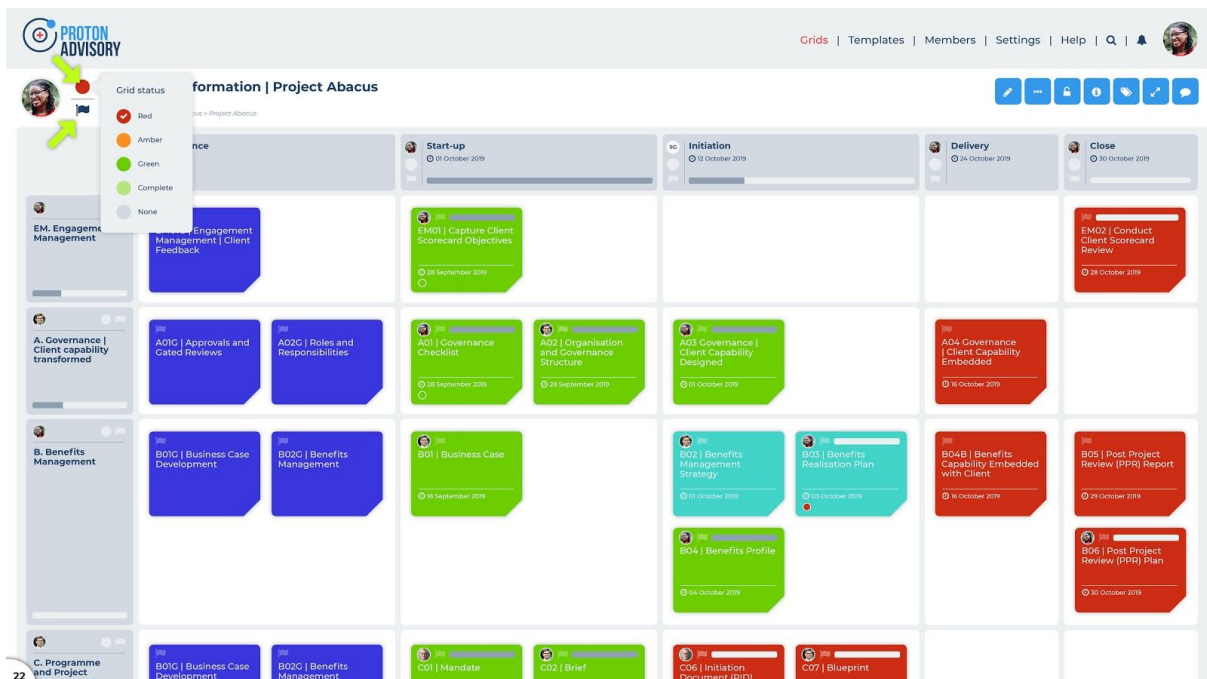 PROTON
ADVISORY
Grids | Templates | Members | Settings | Help
formation | Project Abacus
Grid status
Red
Amber
Green
Complete
None
cus > Project Abacus
nce
Start-up
01 October 2019
SG
Initiation
12 October 2019
Delivery
24 October 2019
Close
30 October 2019
EM. Engageme
Management
Engagement
Management | Client
Feedback
EM01 | Capture Client
Scorecard Objectives
28 September 2019
EM02 | Conduct
Client Scorecard
Review
28 October 2019
A. Governance |
Client capability
transformed
A01G | Approvals and
Gated Reviews
A02G | Roles and
Responsibilities
A01 | Governance
Checklist
28 September 2019
A02 | Organisation
and Governance
Structure
28 September 2019
A03 Governance |
Client Capability
Designed
01 October 2019
A04 Governance
| Client Capability
Embedded
16 October 2019
B. Benefits
Management
B01G | Business Case
Development
B02G | Benefits
Management
B01 | Business Case
16 September 2019
B02 | Benefits
Management
Strategy
01 October 2019
B03 | Benefits
Realisation Plan
03 October 2019
B04B | Benefits
Capability Embedded
with Client
16 October 2019
B05 | Post Project
Review (PPR) Report
29 October 2019
B04 | Benefits Profile
04 October 2019
B06 | Post Project
Review (PPR) Plan
30 October 2019
C. Programme
and Project
B01G | Business Case
Development
B02G | Benefits
Management
C01 | Mandate
C02 | Brief
C06 | Initiation
Document (PID)
C07 | Blueprint
22